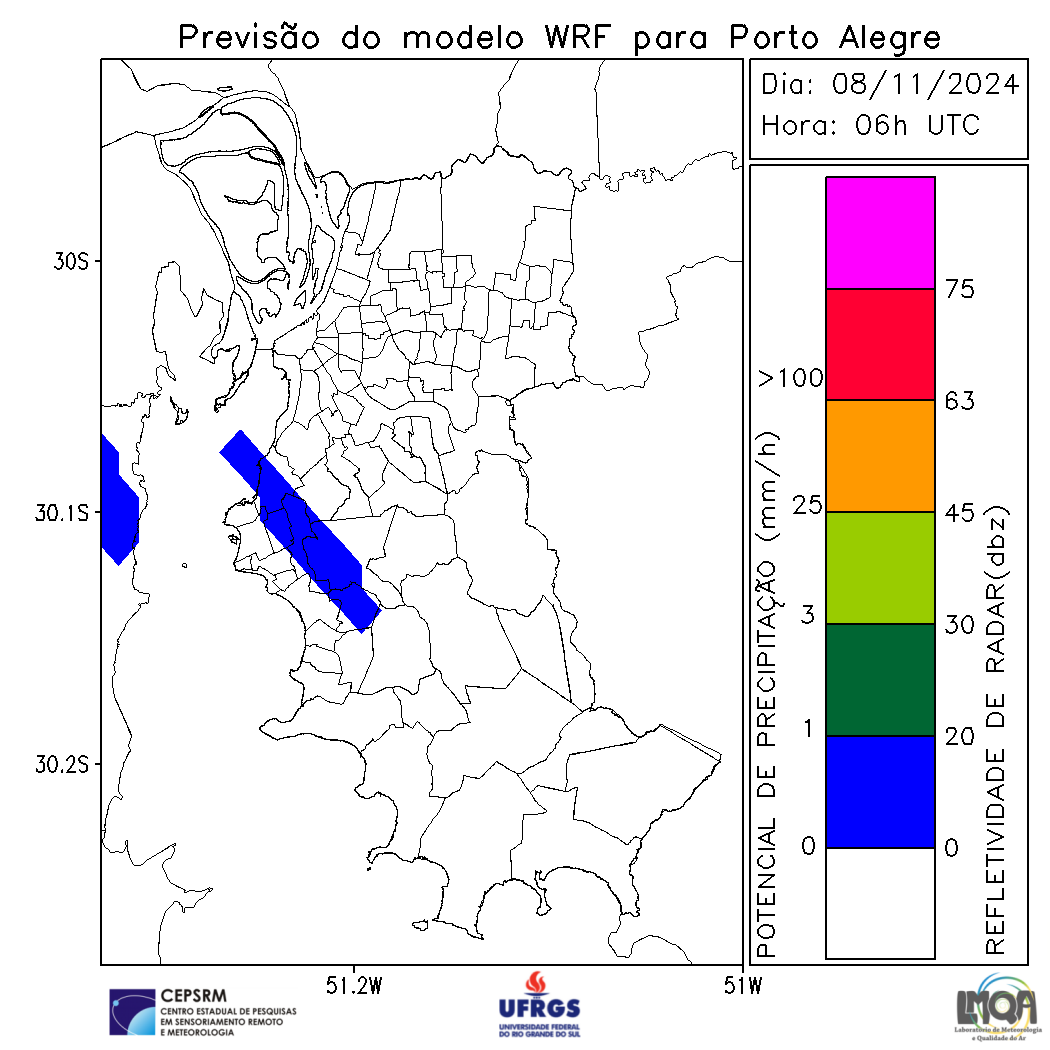 Previsão do modelo WRF para Porto Alegre
Dia: 08/11/2024
Hora: 06h UTC
30S
30.1S
30.2S
51.2W
51W
POTENCIAL DE PRECIPITAÇÃO (mm/h)
>100
25
3
1
0
75
63
45
30
20
0
REFLETIVIDADE DE RADAR(dbz)
CEPSRM
CENTRO ESTADUAL DE PESQUISAS
EM SENSORIAMENTO REMOTO
E METEOROLOGIA
UFRGS
UNIVERSIDADE FEDERAL
DO RIO GRANDE DO SUL
LMQA
Laboratório de Meteorologia
e Qualidade do Ar